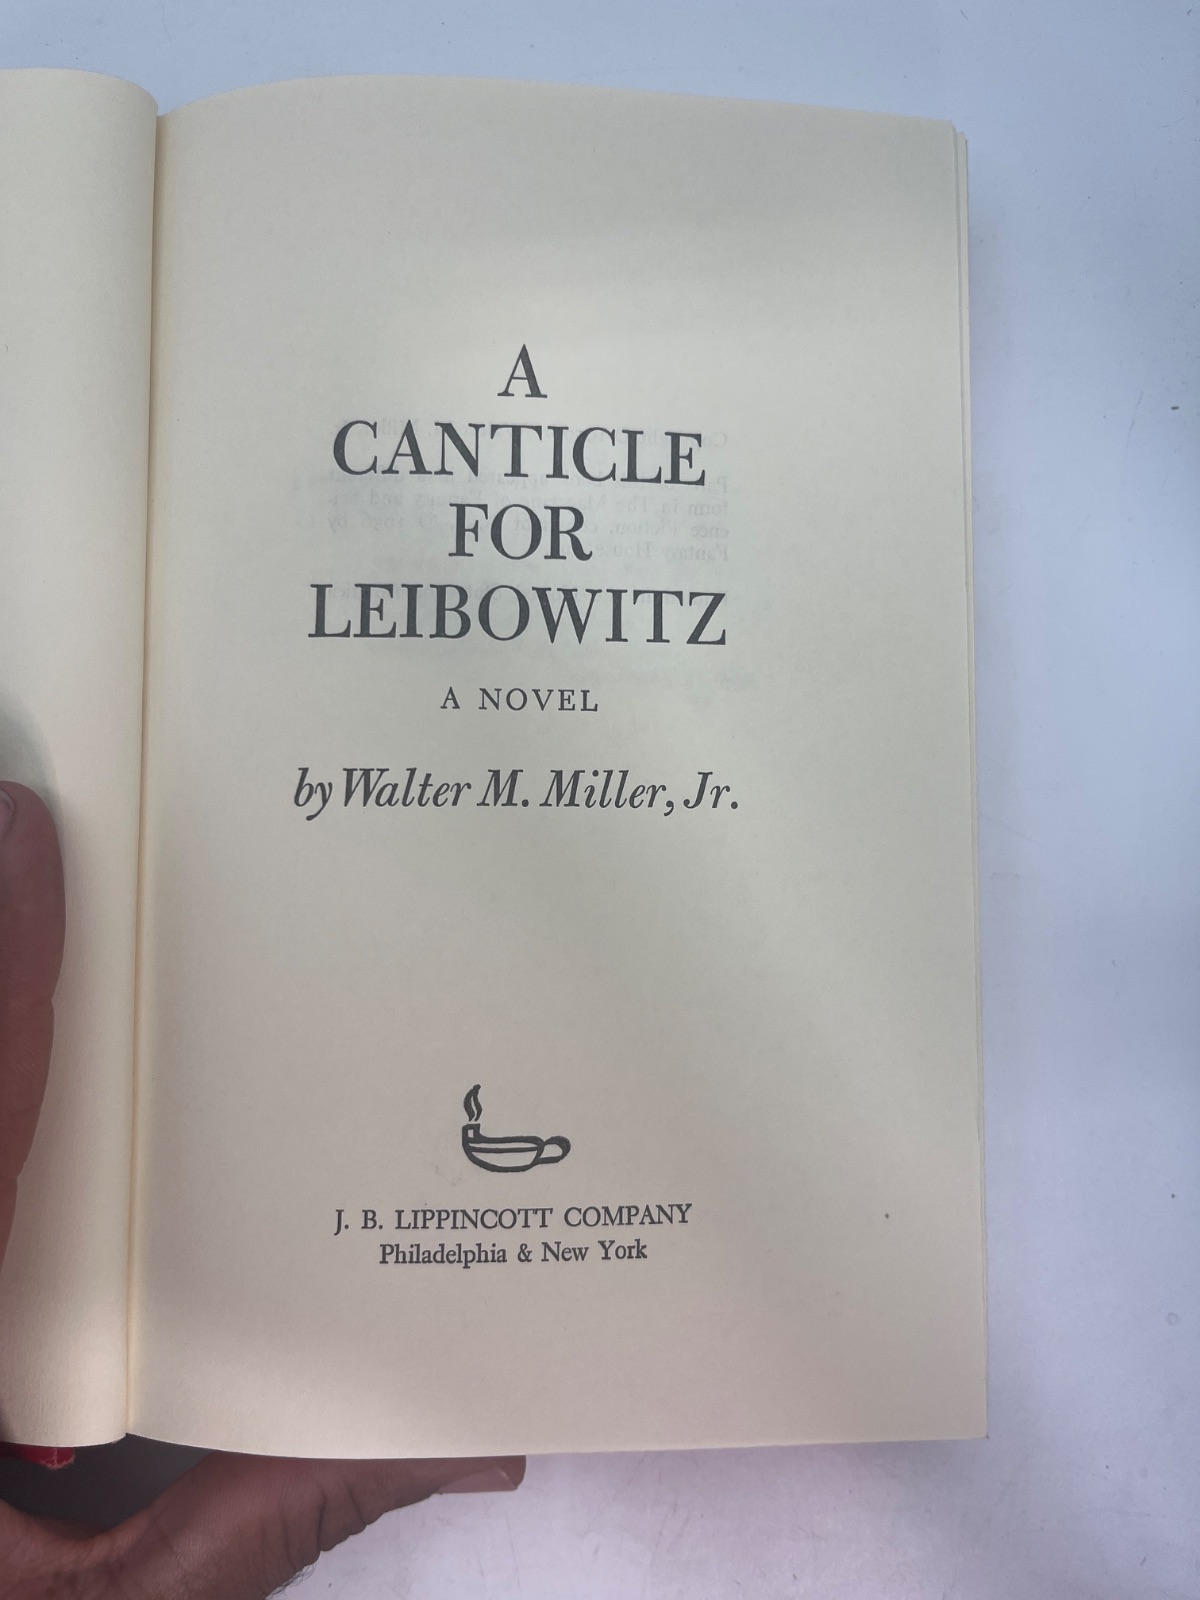 A
CANTICLE
FOR
LEIBOWITZ
A NOVEL
by Walter M. Miller, Jr.
J. B. LIPPINCOTT COMPANY
Philadelphia & New York